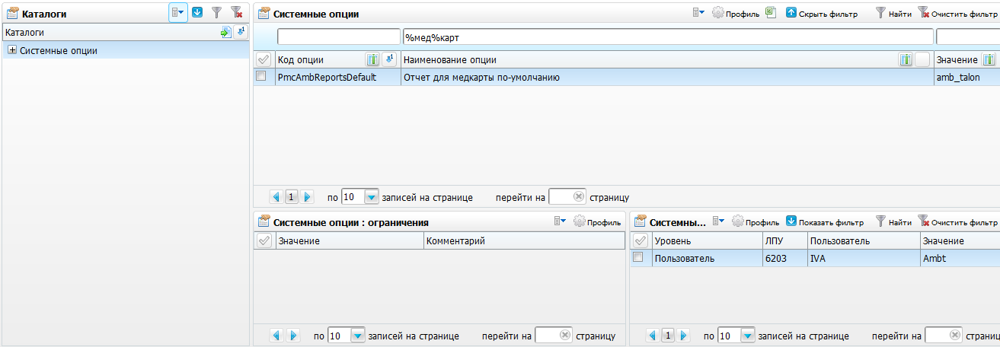 Каталоги
Каталоги
Системные опции
Системные опции Профиль Скрыть фильтр Найти Очистить фильтр
%мед%карт
Код опции Наименование опции Значение
PmcAmbReportsDefault Отчет для медкарты по-умолчанию amb_talon
1 по 10 записей на странице перейти на страницу
Системные опции : ограничения Профиль
Значение Комментарий
по 10 записей на странице перейти на страницу
Системны... Профиль Показать фильтр Найти Очистить фильтр
Уровень ЛПУ Пользователь Значение
Пользователь 6203 IVA Ambt
1 по 10 записей на странице перейти на страниц